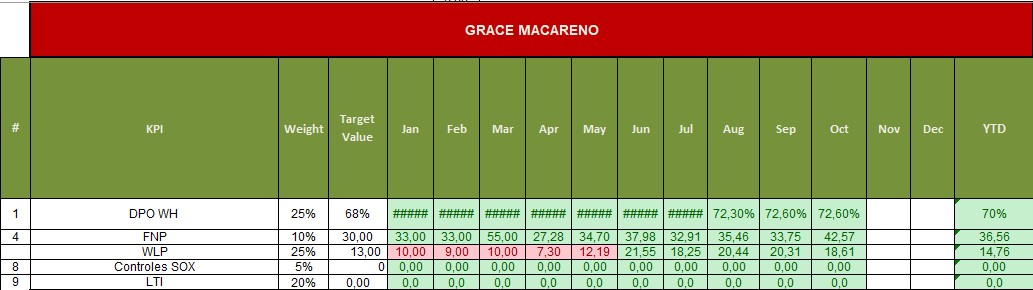 GRACE MACARENO
# KPI Weight Target Value Jan Feb Mar Apr May Jun Jul Aug Sep Oct Nov Dec YTD
1 DPO WH 25% 68% ##### ##### ##### ##### ##### ##### ##### 72,30% 72,60% 72,60% 70%
4 FNP 10% 30,00 33,00 33,00 55,00 27,28 34,70 37,98 32,91 35,46 33,75 42,57 36,56
WLP 25% 13,00 10,00 9,00 10,00 7,30 12,19 21,55 18,25 20,44 20,31 18,61 14,76
8 Controles SOX 5% 0 0,00 0,00 0,00 0,00 0,00 0,00 0,00 0,00 0,00 0,00 0,00
9 LTI 20% 0,00 0,0 0,0 0,0 0,0 0,0 0,0 0,0 0,0 0,0 0,0 0,0